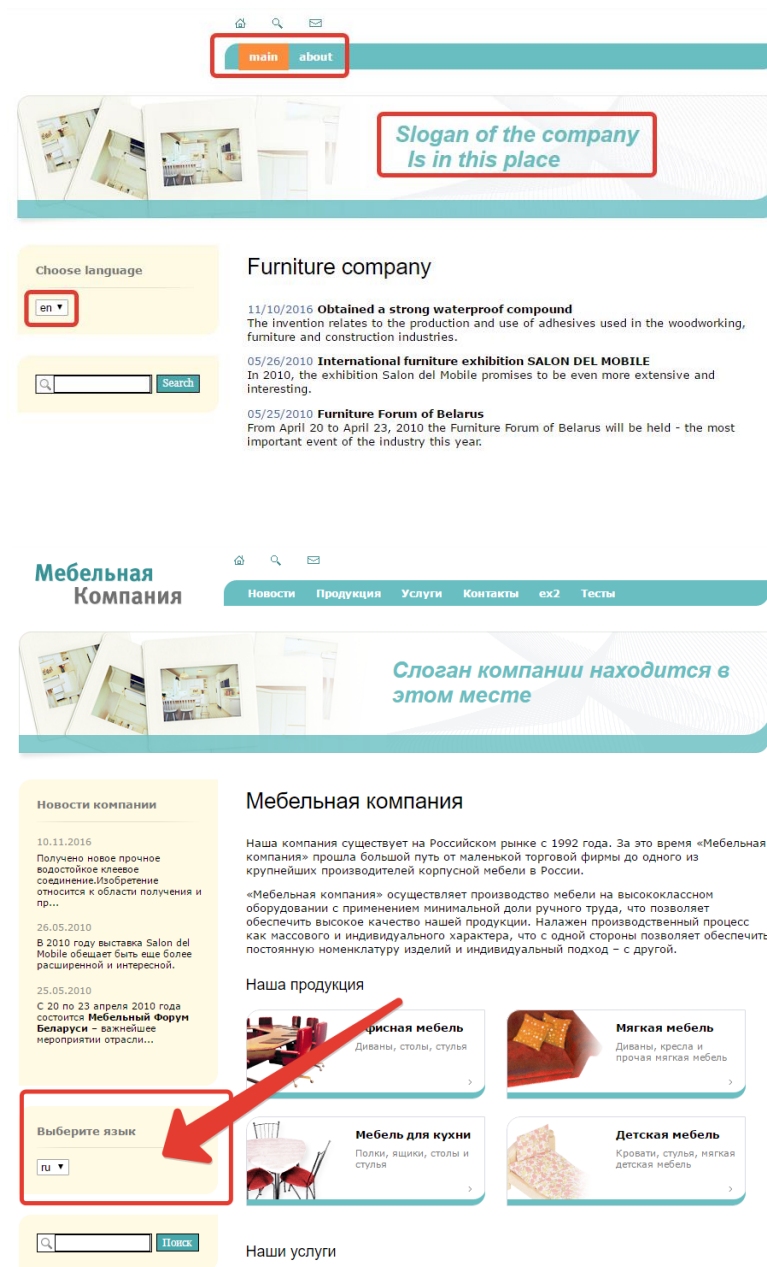 main about
Slogan of the company
Is in this place
Choose language
en
Search
Furniture company
11/10/2016 Obtained a strong waterproof compound
The invention relates to the production and use of adhesives used in the woodworking,
furniture and construction industries.
05/26/2010 International furniture exhibition SALON DEL MOBILE
In 2010, the exhibition Salon del Mobile promises to be even more extensive and
interesting.
05/25/2010 Furniture Forum of Belarus
From April 20 to April 23, 2010 the Furniture Forum of Belarus will be held - the most
important event of the industry this year.
Мебельная
Компания
Новости Продукция Услуги Контакты ex2 Тесты
Слоган компании находится в
этом месте
Новости компании
10.11.2016
Получено новое прочное
водостойкое клеевое
соединение.Изобретение
относится к области получения и
пр...
26.05.2010
В 2010 году выставка Salon del
Mobile обещает быть еще более
расширенной и интересной.
25.05.2010
С 20 по 23 апреля 2010 года
состоится Мебельный Форум
Беларуси – важнейшее
мероприятии отрасли...
Выберите язык
ru
Поиск
Мебельная компания
Наша компания существует на Российском рынке с 1992 года. За это время «Мебельная
компания» прошла большой путь от маленькой торговой фирмы до одного из
крупнейших производителей корпусной мебели в России.
«Мебельная компания» осуществляет производство мебели на высококлассном
оборудовании с применением минимальной доли ручного труда, что позволяет
обеспечить высокое качество нашей продукции. Налажен производственный процесс
как массового и индивидуального характера, что с одной стороны позволяет обеспечить
постоянную номенклатуру изделий и индивидуальный подход – с другой.
Наша продукция
фисная мебель
Диваны, столы, стулья
Мягкая мебель
Диваны, кресла и
прочая мягкая мебель
Мебель для кухни
Полки, ящики, столы и
стулья
Детская мебель
Кровати, стулья, мягкая
детская мебель
Наши услуги